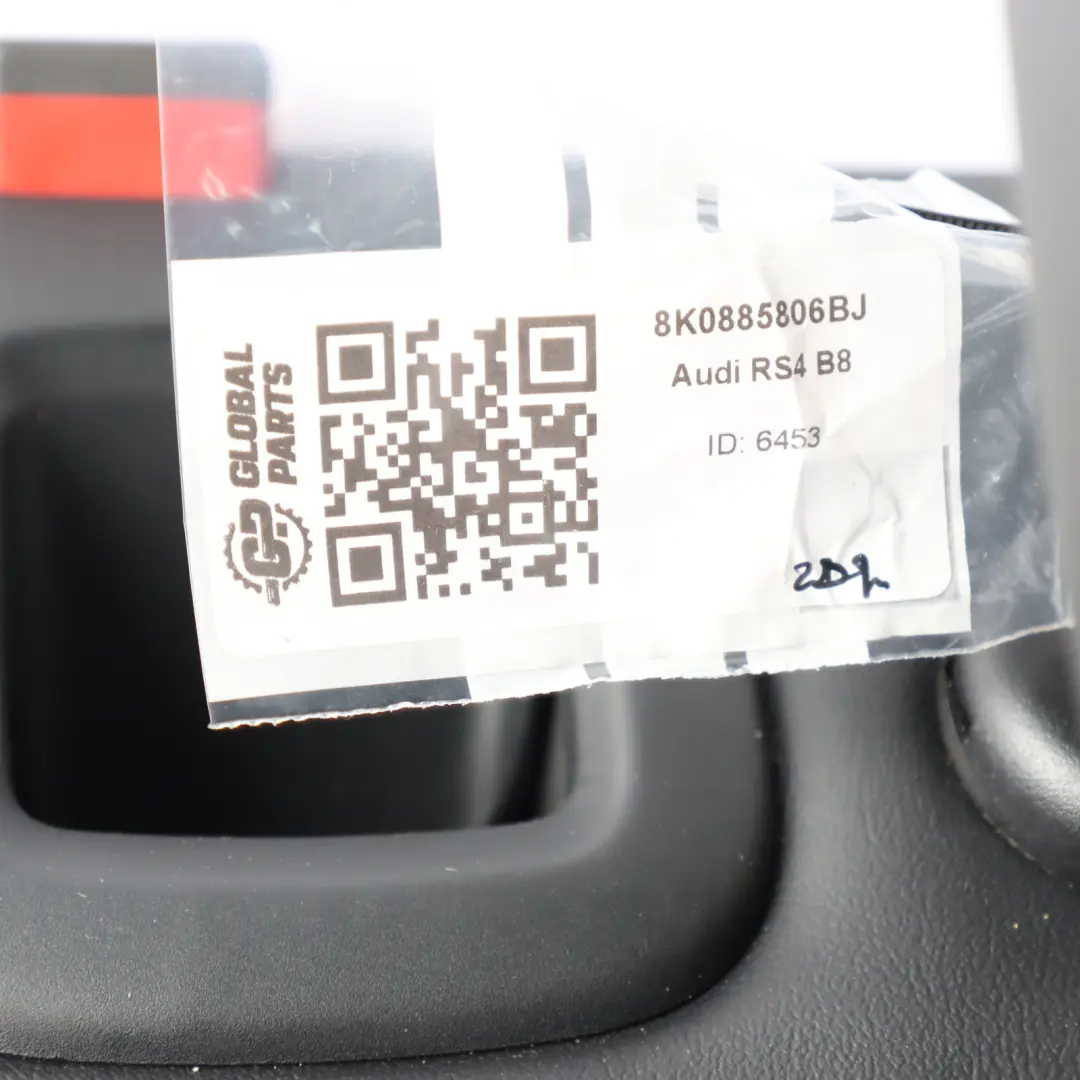 GLOBAL
PARTS
8K0885806BJ
Audi RS4 B8
ID: 6453